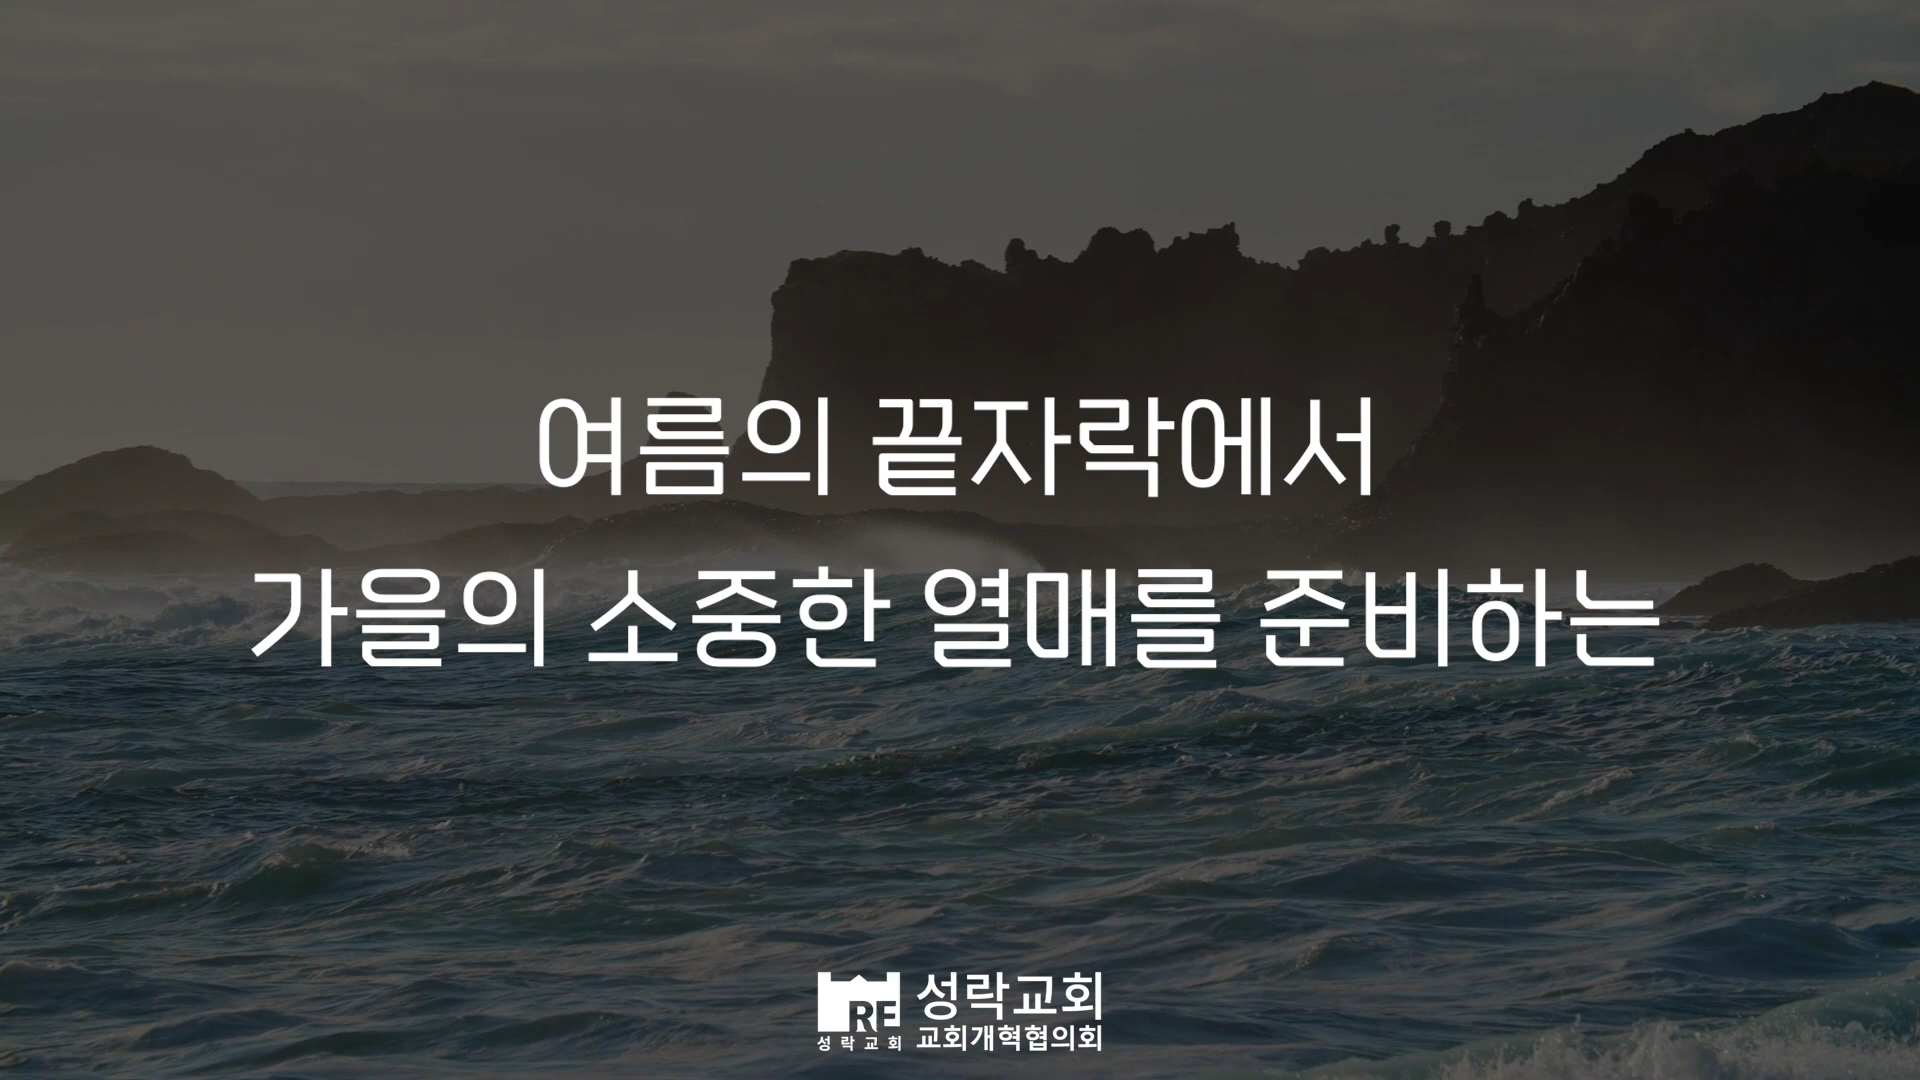 여름의 끝자락에서
가을의 소중한 열매를 준비하는
RE
성락교회
성락교회
교회개혁협의회